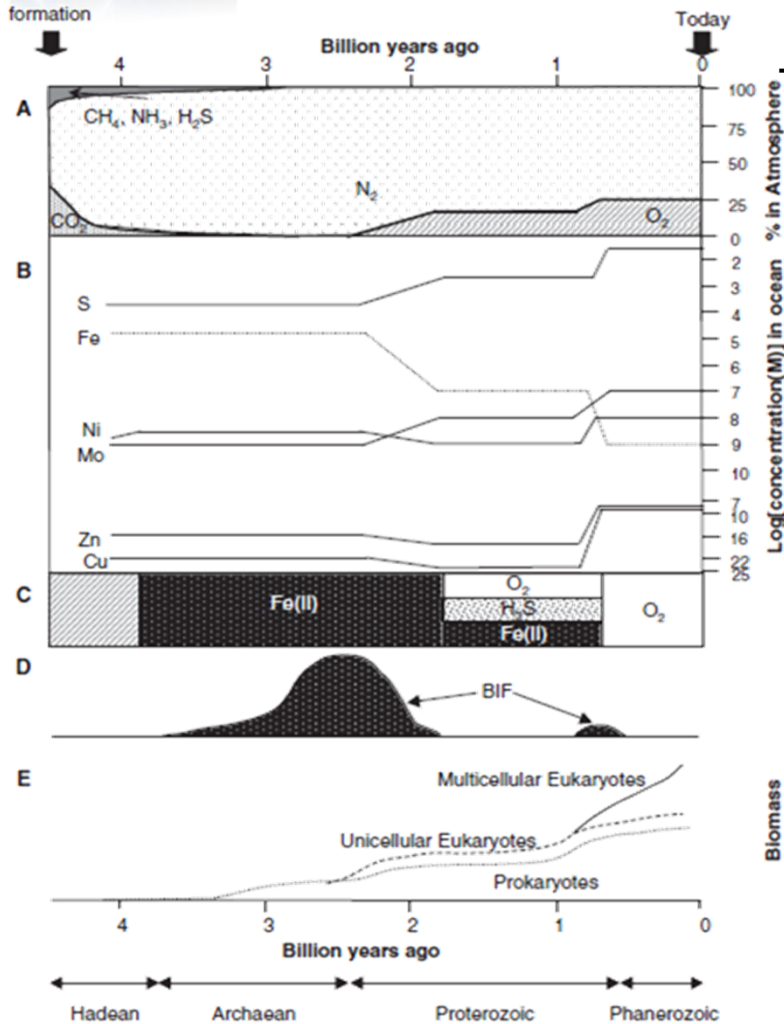 formation
Today
Billion years ago
4 3 2 1 0
A
CH₄, NH₃, H₂S
N₂
CO₂
O₂
100
75
50
25
0
% in Atmosphere
B
S
Fe
Ni
Mo
Zn
Cu
2
3
4
5
6
7
8
9
10
7
10
16
22
25
Log[concentration(M)] in ocean
C
Fe(II)
O₂
H₂S
Fe(II)
O₂
D
BIF
E
Multicellular Eukaryotes
Unicellular Eukaryotes
Prokaryotes
Biomass
4 3 2 1 0
Billion years ago
Hadean Archaean Proterozoic Phanerozoic